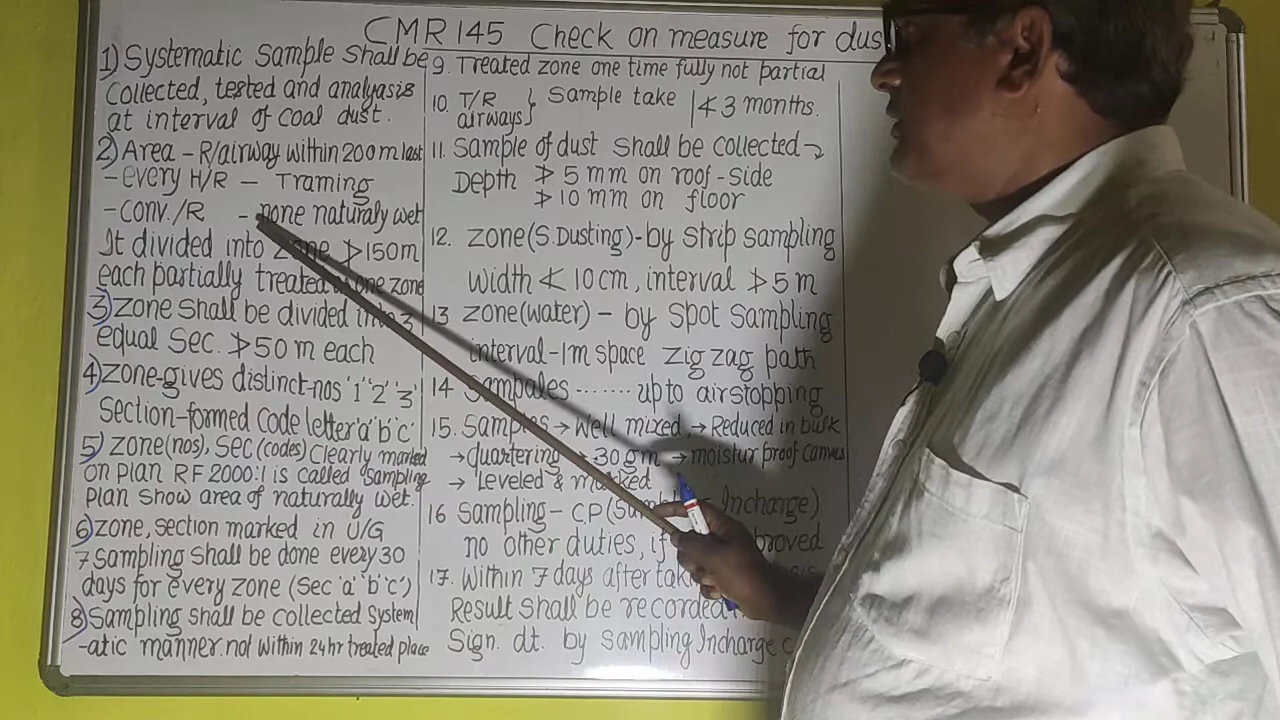 CMR 145 Check on measure for dus
1) Systematic Sample shall be
Collected, tested and analyasis
at interval of coal dust.
2) Area - R/airway within 200m last
- every H/R - Traming
- Conv./R - none naturaly wet
It divided into zone ≯150m
each partially treated as one zone
3) Zone shall be divided into 3
equal Sec. ≯50 m each
4) Zone-gives distinct-nos '1' '2' '3'
Section-formed Code letter 'a' 'b' 'c'
5) Zone(nos), Sec(codes) Clearly marked
on plan RF 2000:1 is called 'Sampling
Plan show area of naturally wet.
6) Zone, section marked in U/G
7 Sampling shall be done every 30
days for every zone (Sec 'a' 'b' 'c')
8) Sampling shall be collected System
-atic manner. not within 24hr treated place
9. Treated zone one time fully not partial
10. T/R
airways } Sample take |≮ 3 months.
11. Sample of dust shall be collected →
Depth ≯ 5 mm on roof-side
≯ 10 mm on floor
12. Zone(S.Dusting)-by strip sampling
width ≮ 10cm, interval ≯ 5 m
13 Zone(water) - by Spot Sampling
interval-1m space zig zag path
14 Sampales ........ up to airstopping
15. Samples → Well mixed, → Reduced in bulk
→ quartering → 30 gm → moistur proof canves
→ 'Leveled & marked
16 Sampling - C.P Incharge)
no other duties, if
17. Within 7 days after
Result shall be recorded
Sign. dt. by sampling Incharge